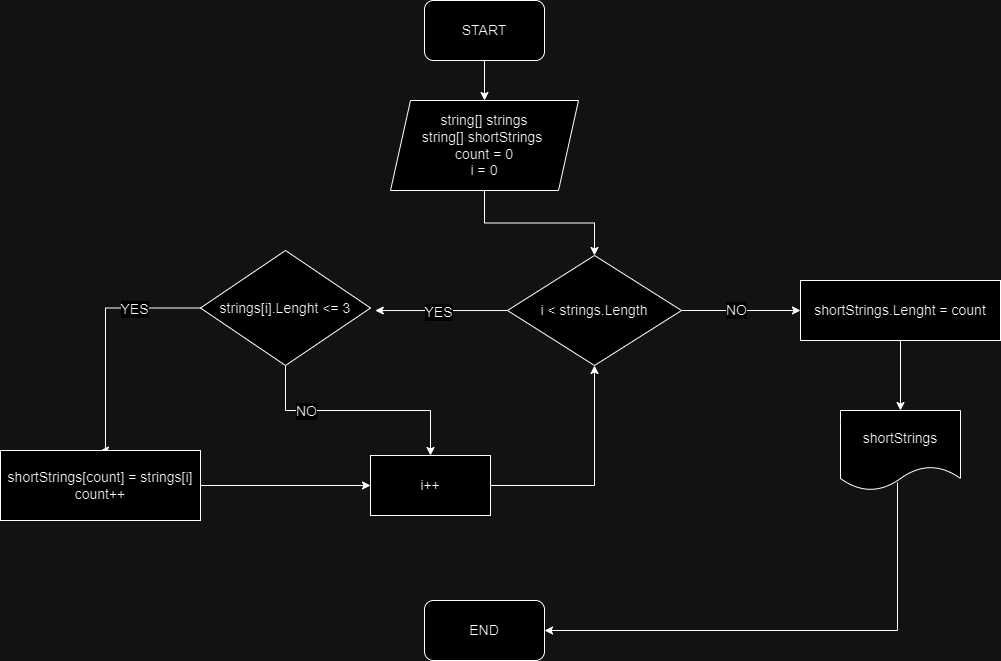 START
string[] strings
string[] shortStrings
count = 0
i = 0
strings[i].Lenght <= 3
i < strings.Length
YES
YES
NO
shortStrings.Lenght = count
NO
shortStrings
shortStrings[count] = strings[i]
count++
i++
END